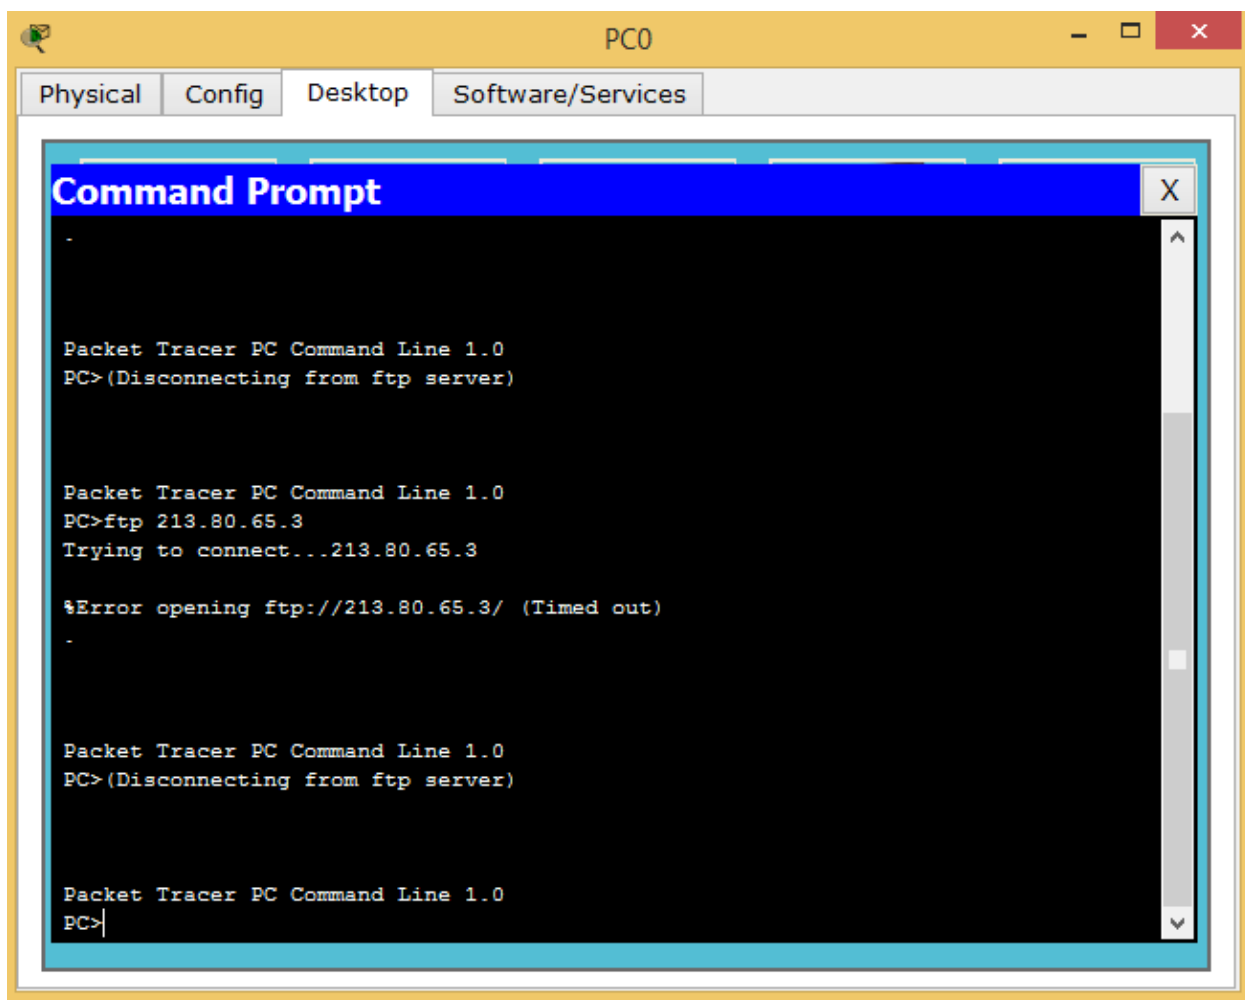 PC0
Physical Config Desktop Software/Services
Command Prompt X
-
Packet Tracer PC Command Line 1.0
PC>(Disconnecting from ftp server)
Packet Tracer PC Command Line 1.0
PC>ftp 213.80.65.3
Trying to connect...213.80.65.3
%Error opening ftp://213.80.65.3/ (Timed out)
-
Packet Tracer PC Command Line 1.0
PC>(Disconnecting from ftp server)
Packet Tracer PC Command Line 1.0
PC>